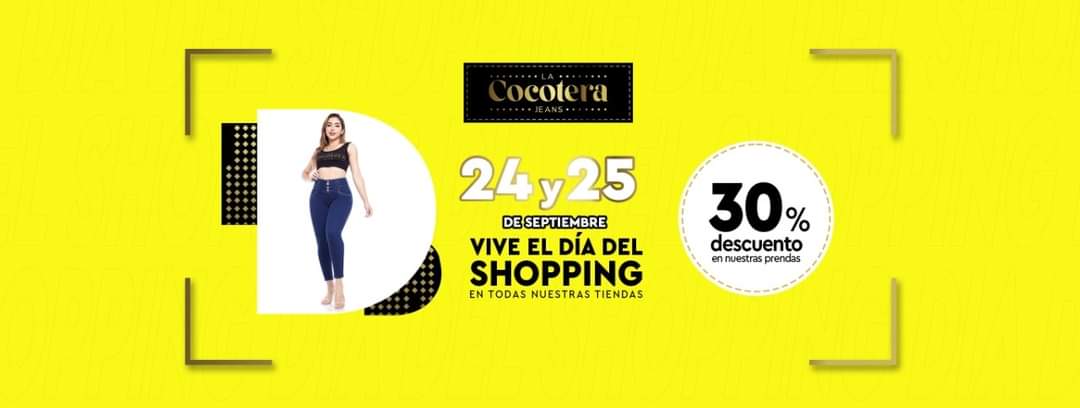 LA
Cocotera
JEANS
24 y 25
DE SEPTIEMBRE
VIVE EL DÍA DEL
SHOPPING
EN TODAS NUESTRAS TIENDAS
30%
descuento
en nuestras prendas